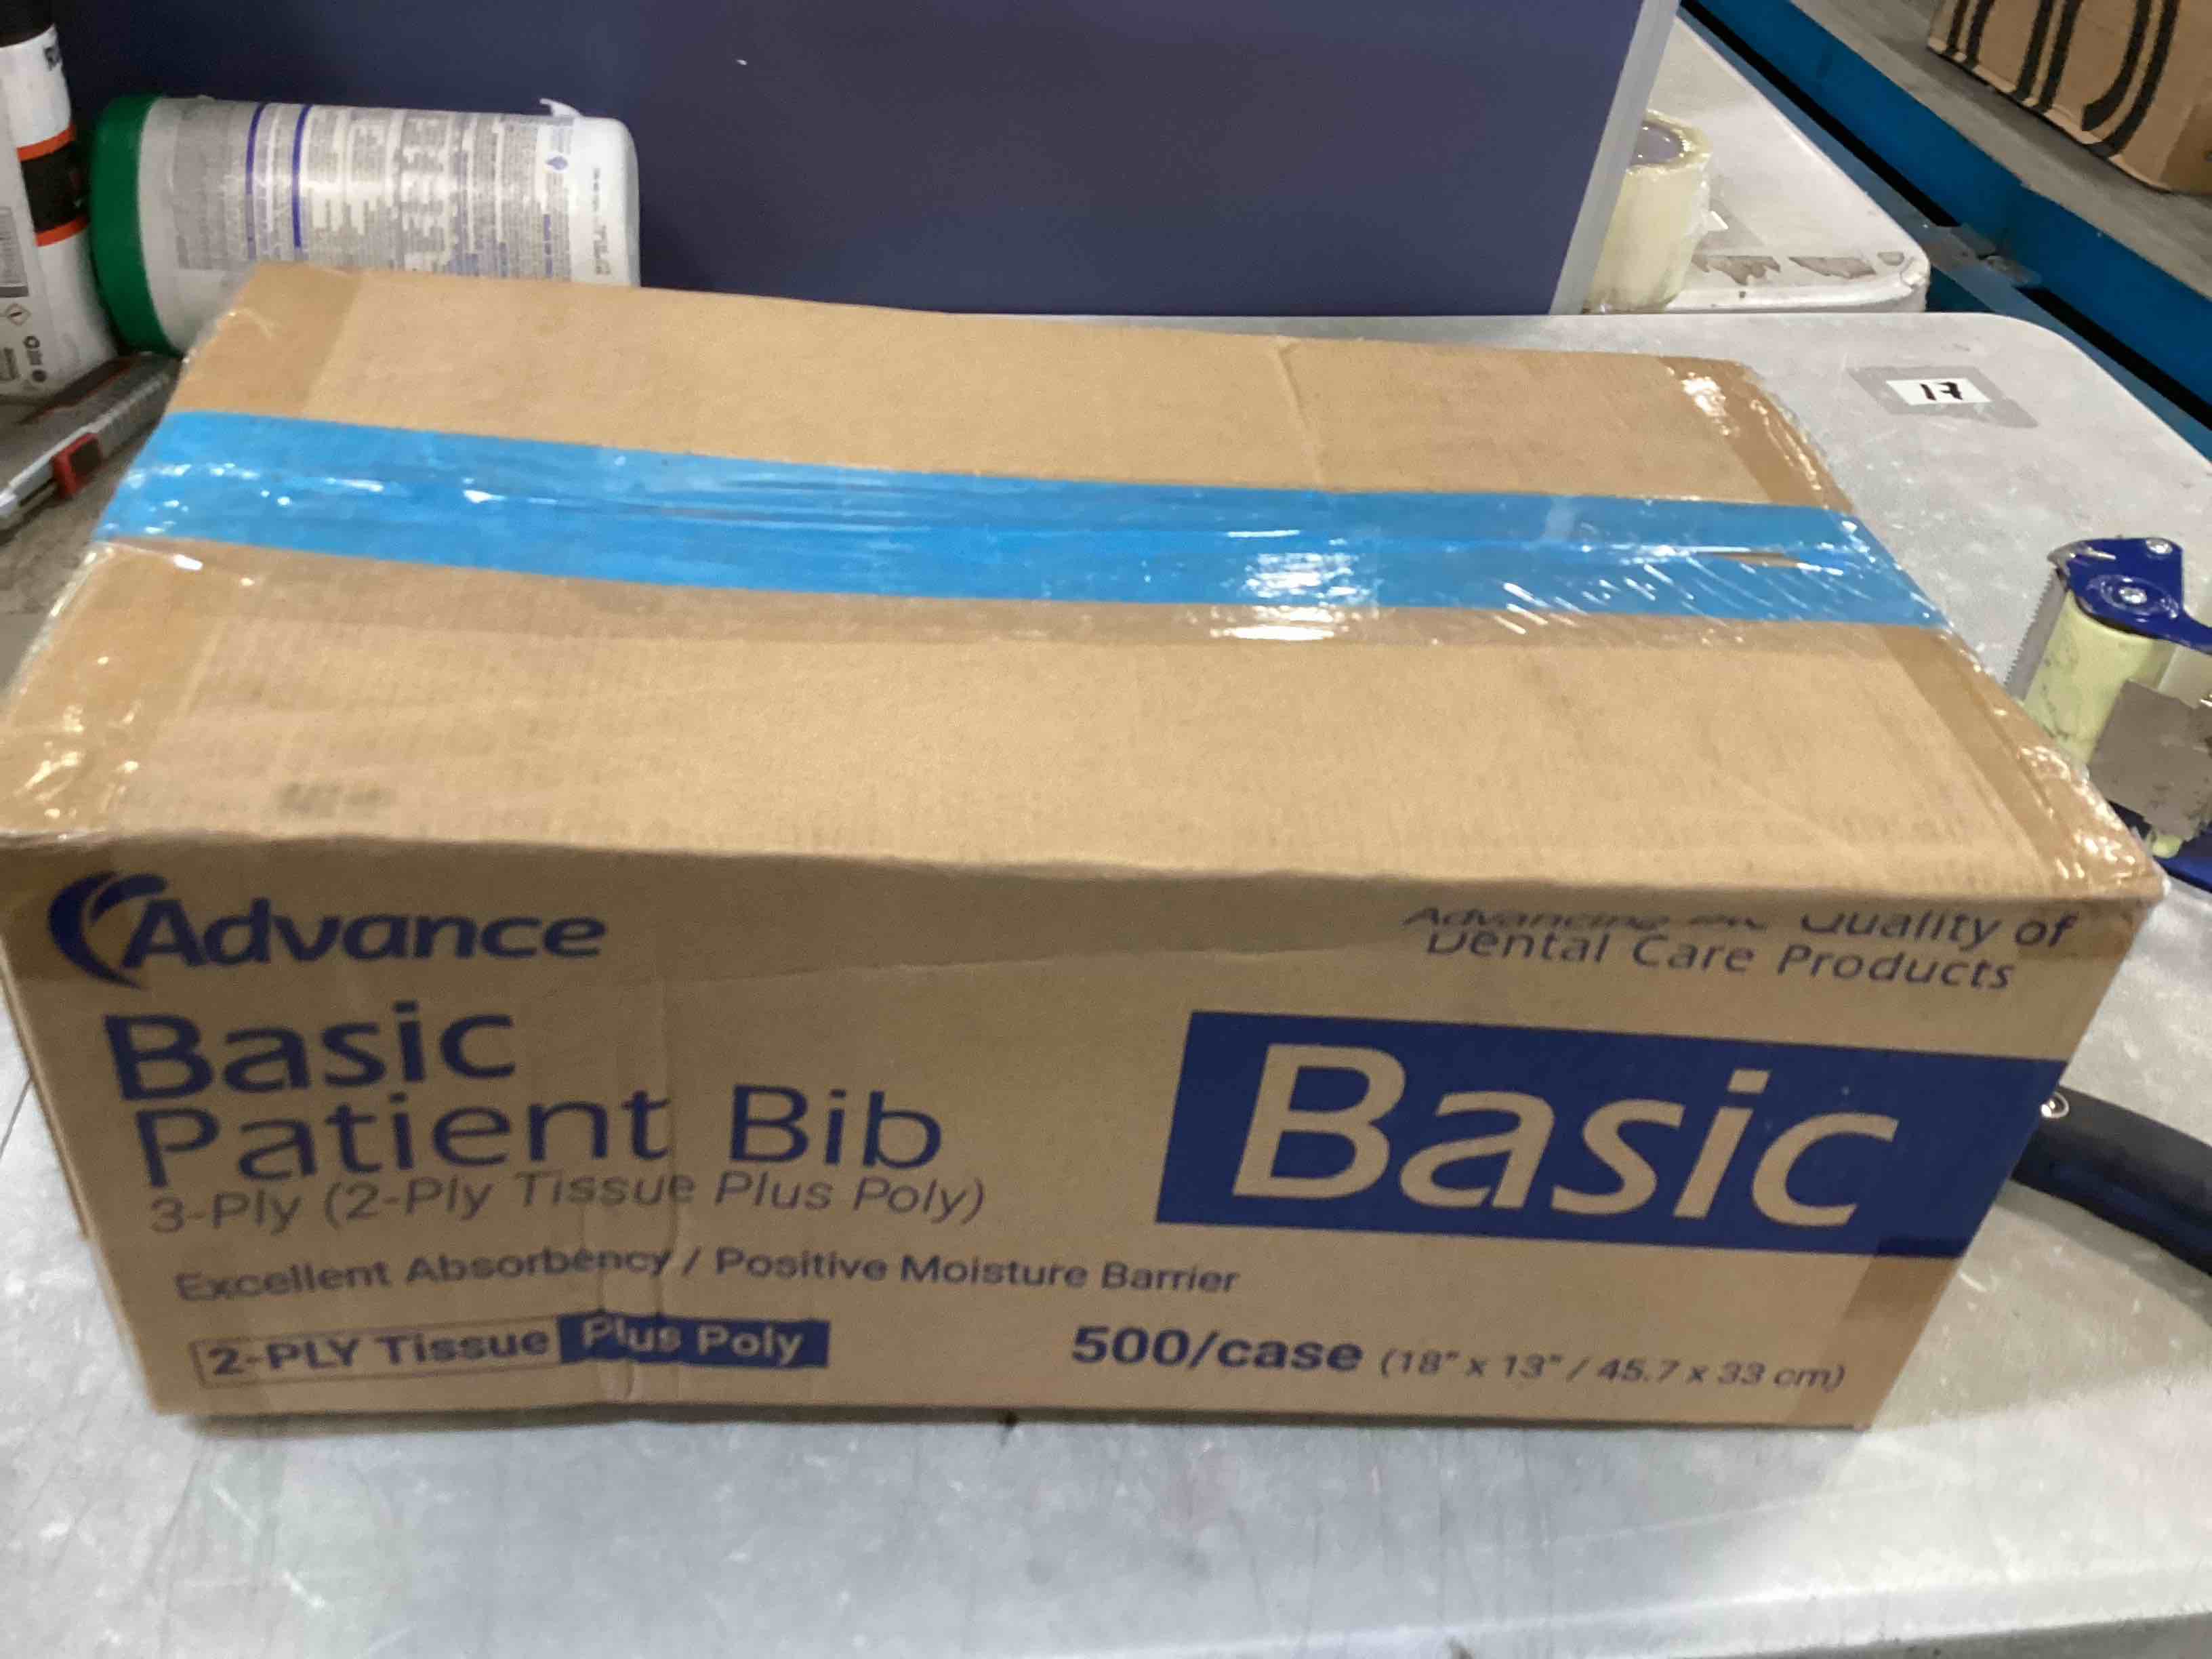 17
Advance
Advancing Quality of
Dental Care Products
Basic
Patient Bib
3-Ply (2-Ply Tissue Plus Poly)
Basic
Excellent Absorbency / Positive Moisture Barrier
2-PLY Tissue Plus Poly
500/case (18" x 13" / 45.7 x 33 cm)